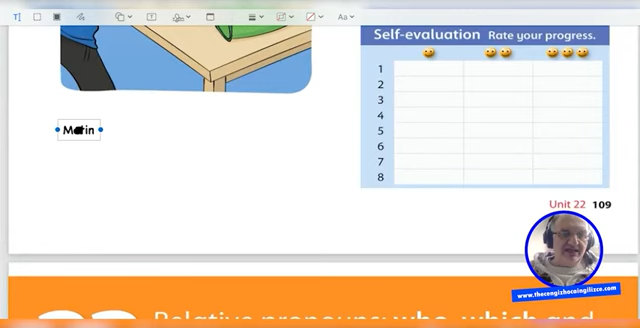 Aa
Self-evaluation Rate your progress.
1
2
3
4
5
6
7
8
Unit 22 109
www.thecengizhocaingilizce.com
Relative pronouns: who, which and